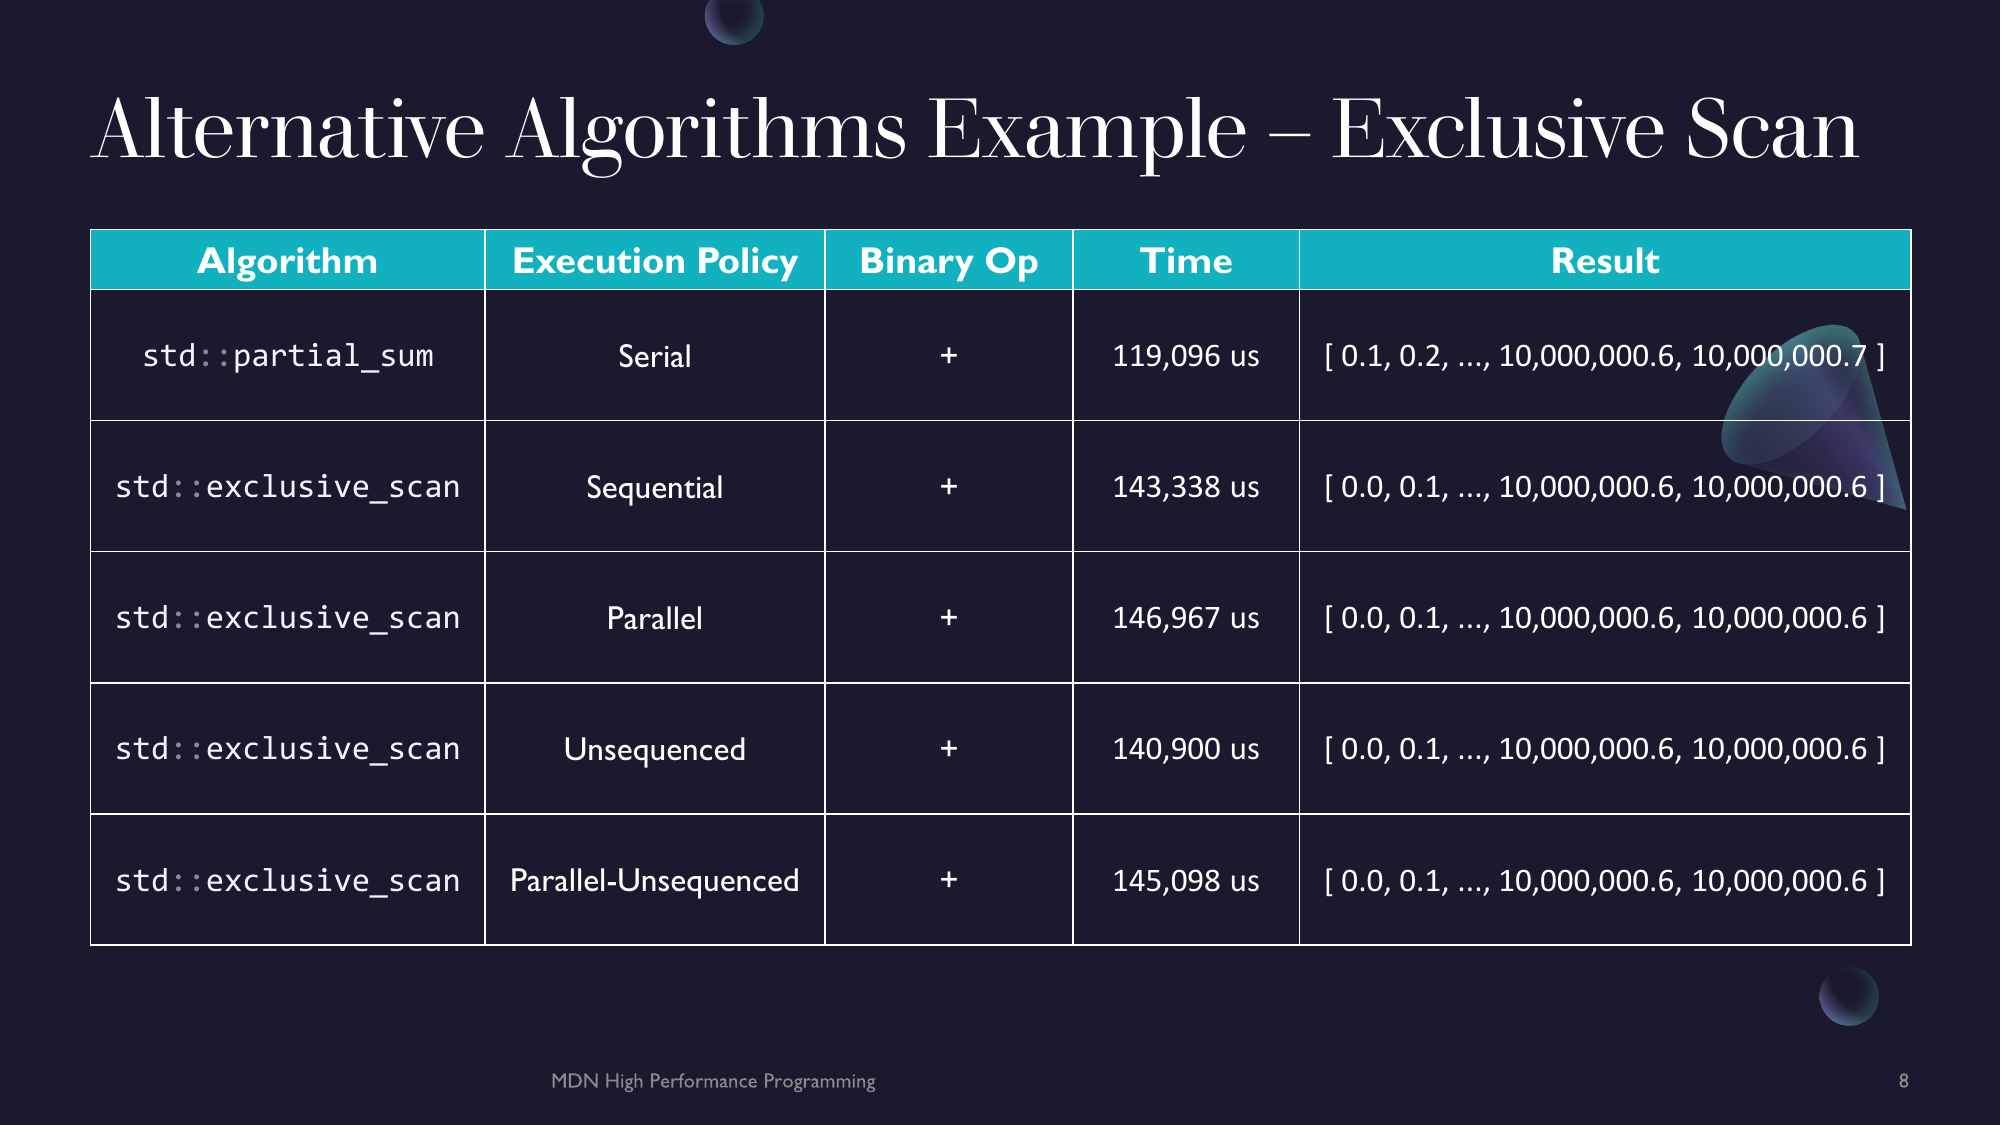 Alternative Algorithms Example – Exclusive Scan
Algorithm Execution Policy Binary Op Time Result
std::partial_sum Serial + 119,096 us [ 0.1, 0.2, ..., 10,000,000.6, 10,000,000.7 ]
std::exclusive_scan Sequential + 143,338 us [ 0.0, 0.1, ..., 10,000,000.6, 10,000,000.6 ]
std::exclusive_scan Parallel + 146,967 us [ 0.0, 0.1, ..., 10,000,000.6, 10,000,000.6 ]
std::exclusive_scan Unsequenced + 140,900 us [ 0.0, 0.1, ..., 10,000,000.6, 10,000,000.6 ]
std::exclusive_scan Parallel-Unsequenced + 145,098 us [ 0.0, 0.1, ..., 10,000,000.6, 10,000,000.6 ]
MDN High Performance Programming 8